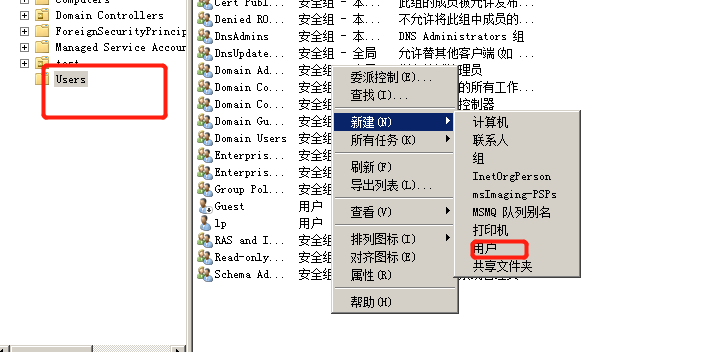 Computers
Domain Controllers
ForeignSecurityPrincip
Managed Service Accoun
test
Users
Cert Publ... 安全组 - 本... 此组的成员被允许发布...
Denied RO... 安全组 - 本... 不允许将此组中成员的...
DnsAdmins 安全组 - 本... DNS Administrators 组
DnsUpdate... 安全组 - 全局 允许替其他客户端(如 ...
Domain Ad... 安全组 管理员
Domain Co... 安全组 的所有工作...
Domain Co... 安全组 控制器
Domain Gu... 安全组
Domain Users 安全组
Enterpris... 安全组
Enterpris... 安全组
Group Pol... 安全组
Guest 用户
lp 用户
RAS and I... 安全组
Read-only... 安全组
Schema Ad... 安全组
委派控制(E)...
查找(I)...
新建(N)
所有任务(K)
刷新(F)
导出列表(L)...
查看(V)
排列图标(I)
对齐图标(E)
属性(R)
帮助(H)
计算机
联系人
组
InetOrgPerson
msImaging-PSPs
MSMQ 队列别名
打印机
用户
共享文件夹